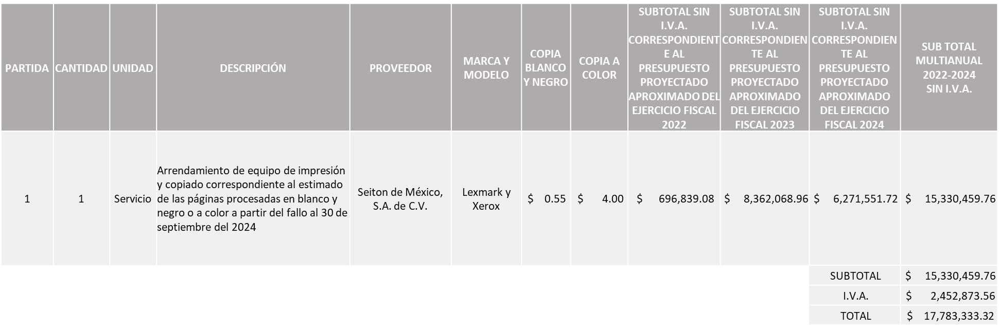 PARTIDA
CANTIDAD
UNIDAD
DESCRIPCIÓN
PROVEEDOR
MARCA Y
MODELO
COPIA
BLANCO
Y NEGRO
COPIA A
COLOR
SUBTOTAL SIN
I.V.A.
CORRESPONDIENT
E AL
PRESUPUESTO
PROYECTADO
APROXIMADO DEL
EJERCICIO FISCAL
2022
SUBTOTAL SIN
I.V.A.
CORRESPONDIEN
TE AL
PRESUPUESTO
PROYECTADO
APROXIMADO
DEL EJERCICIO
FISCAL 2023
SUBTOTAL SIN
I.V.A.
CORRESPONDIEN
TE AL
PRESUPUESTO
PROYECTADO
APROXIMADO
DEL EJERCICIO
FISCAL 2024
SUB TOTAL
MULTIANUAL
2022-2024
SIN I.V.A.
1
1
Servicio
Arrendamiento de equipo de impresión
y copiado correspondiente al estimado
de las páginas procesadas en blanco y
negro o a color a partir del fallo al 30 de
septiembre del 2024
Seiton de México,
S.A. de C.V.
Lexmark y
Xerox
$ 0.55
$ 4.00
$ 696,839.08
$ 8,362,068.96
$ 6,271,551.72
$ 15,330,459.76
SUBTOTAL $ 15,330,459.76
I.V.A. $ 2,452,873.56
TOTAL $ 17,783,333.32